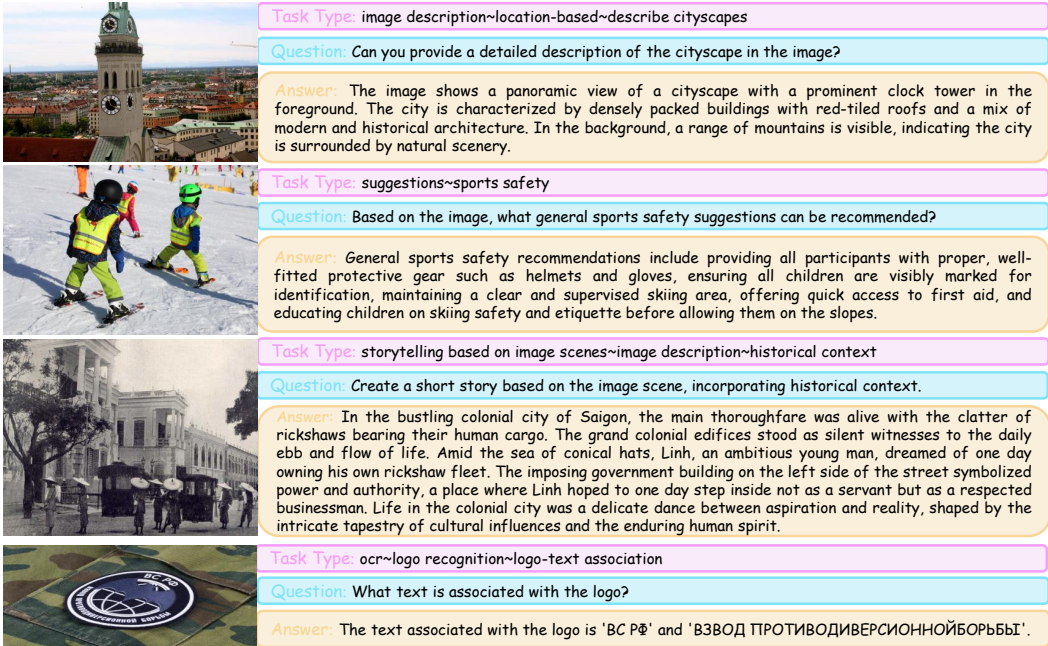 Task Type: image description~location-based~describe cityscapes
Question: Can you provide a detailed description of the cityscape in the image?
Answer: The image shows a panoramic view of a cityscape with a prominent clock tower in the
foreground. The city is characterized by densely packed buildings with red-tiled roofs and a mix of
modern and historical architecture. In the background, a range of mountains is visible, indicating the city
is surrounded by natural scenery.
Task Type: suggestions~sports safety
Question: Based on the image, what general sports safety suggestions can be recommended?
Answer: General sports safety recommendations include providing all participants with proper, well-
fitted protective gear such as helmets and gloves, ensuring all children are visibly marked for
identification, maintaining a clear and supervised skiing area, offering quick access to first aid, and
educating children on skiing safety and etiquette before allowing them on the slopes.
Task Type: storytelling based on image scenes~image description~historical context
Question: Create a short story based on the image scene, incorporating historical context.
Answer: In the bustling colonial city of Saigon, the main thoroughfare was alive with the clatter of
rickshaws bearing their human cargo. The grand colonial edifices stood as silent witnesses to the daily
ebb and flow of life. Amid the sea of conical hats, Linh, an ambitious young man, dreamed of one day
owning his own rickshaw fleet. The imposing government building on the left side of the street symbolized
power and authority, a place where Linh hoped to one day step inside not as a servant but as a respected
businessman. Life in the colonial city was a delicate dance between aspiration and reality, shaped by the
intricate tapestry of cultural influences and the enduring human spirit.
ВС РФ
Task Type: ocr~logo recognition~logo-text association
Question: What text is associated with the logo?
Answer: The text associated with the logo is 'ВС РФ' and 'ВЗВОД ПРОТИВОДИВЕРСИОННОЙБОРЬБЫ'.